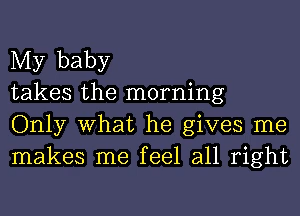 My baby
takes the morning
Only what he gives me
makes me feel all right